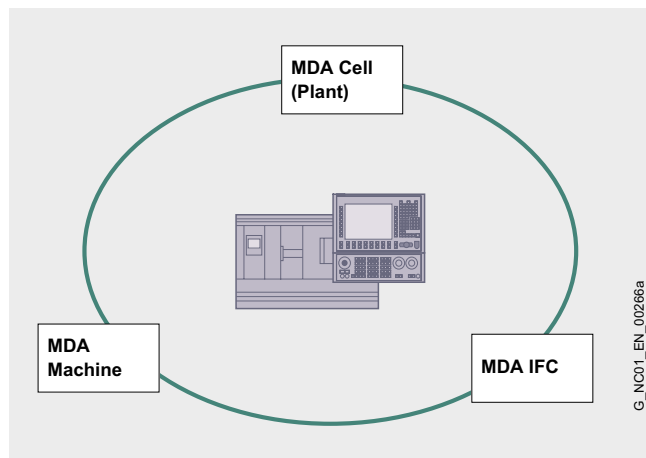 MDA Cell
(Plant)
MDA
Machine
MDA IFC
G_NC01_EN_00266a